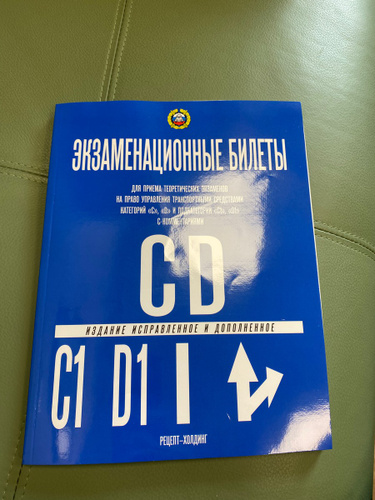 ЭКЗАМЕНАЦИОННЫЕ БИЛЕТЫ
ДЛЯ ПРИЕМА ТЕОРЕТИЧЕСКИХ ЭКЗАМЕНОВ
НА ПРАВО УПРАВЛЕНИЯ ТРАНСПОРТНЫМИ СРЕДСТВАМИ
КАТЕГОРИЙ «C», «D» И ПОДКАТЕГОРИЙ «C1», «D1»
С КОММЕНТАРИЯМИ
C D
ИЗДАНИЕ ИСПРАВЛЕННОЕ И ДОПОЛНЕННОЕ
C1 D1
РЕЦЕПТ-ХОЛДИНГ